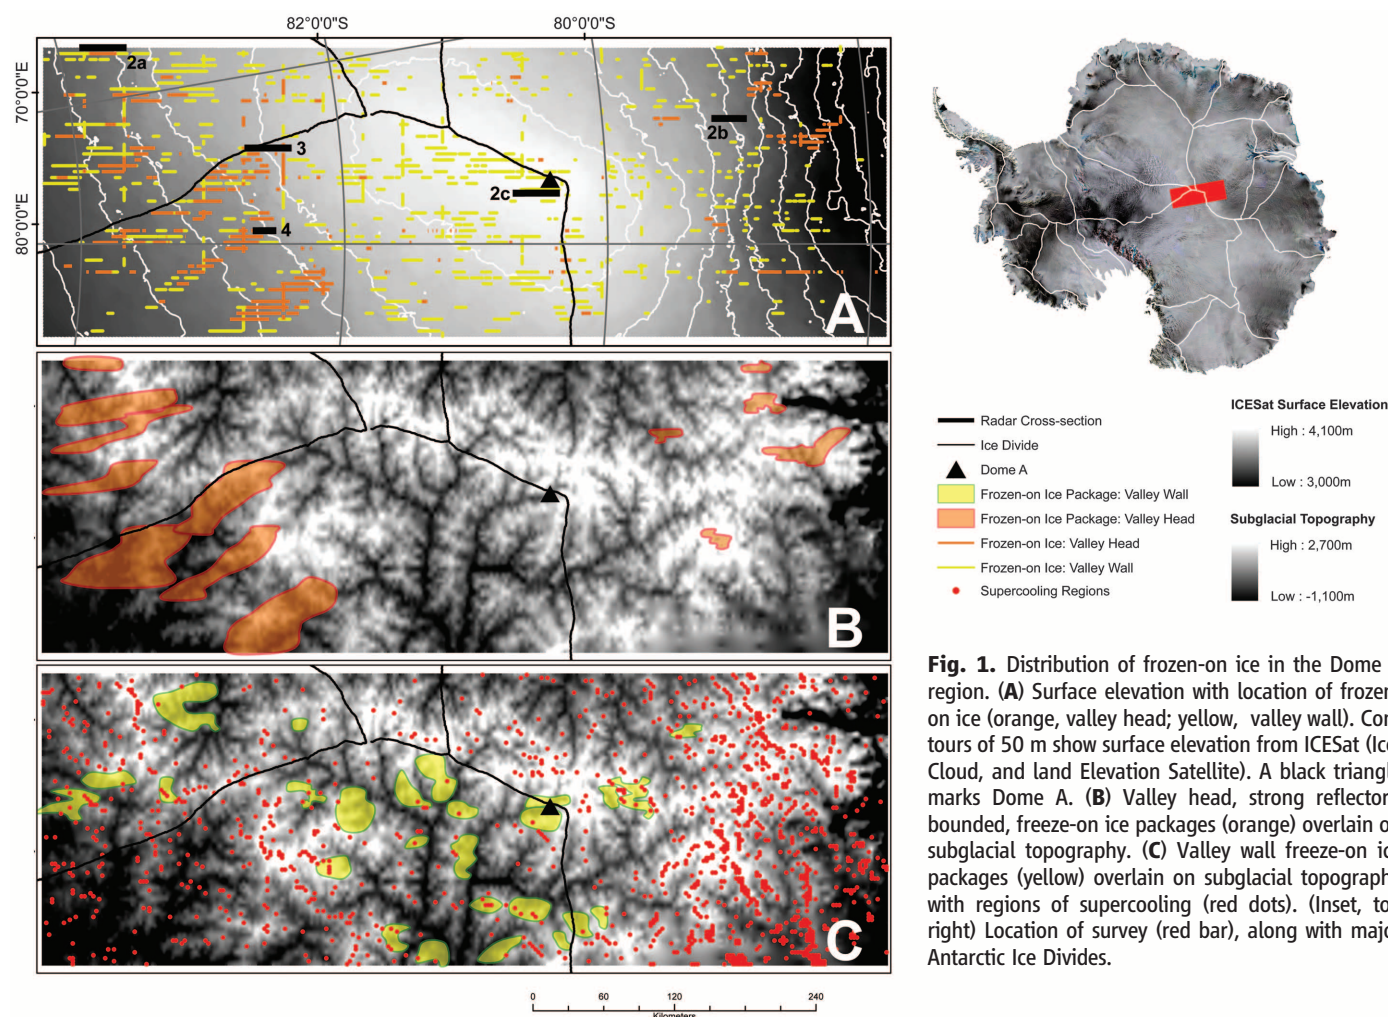 82°0'0"S
80°0'0"S
70°0'0"E
80°0'0"E
2a
2b
3
2c
4
A
B
C
Radar Cross-section
Ice Divide
Dome A
Frozen-on Ice Package: Valley Wall
Frozen-on Ice Package: Valley Head
Frozen-on Ice: Valley Head
Frozen-on Ice: Valley Wall
Supercooling Regions
ICESat Surface Elevation
High : 4,100m
Low : 3,000m
Subglacial Topography
High : 2,700m
Low : -1,100m
Fig. 1. Distribution of frozen-on ice in the Dome
region. (A) Surface elevation with location of frozen
on ice (orange, valley head; yellow, valley wall). Con
tours of 50 m show surface elevation from ICESat (Ice
Cloud, and land Elevation Satellite). A black triangl
marks Dome A. (B) Valley head, strong reflector
bounded, freeze-on ice packages (orange) overlain o
subglacial topography. (C) Valley wall freeze-on ic
packages (yellow) overlain on subglacial topograph
with regions of supercooling (red dots). (Inset, to
right) Location of survey (red bar), along with majo
Antarctic Ice Divides.
0 60 120 240
Kilometers